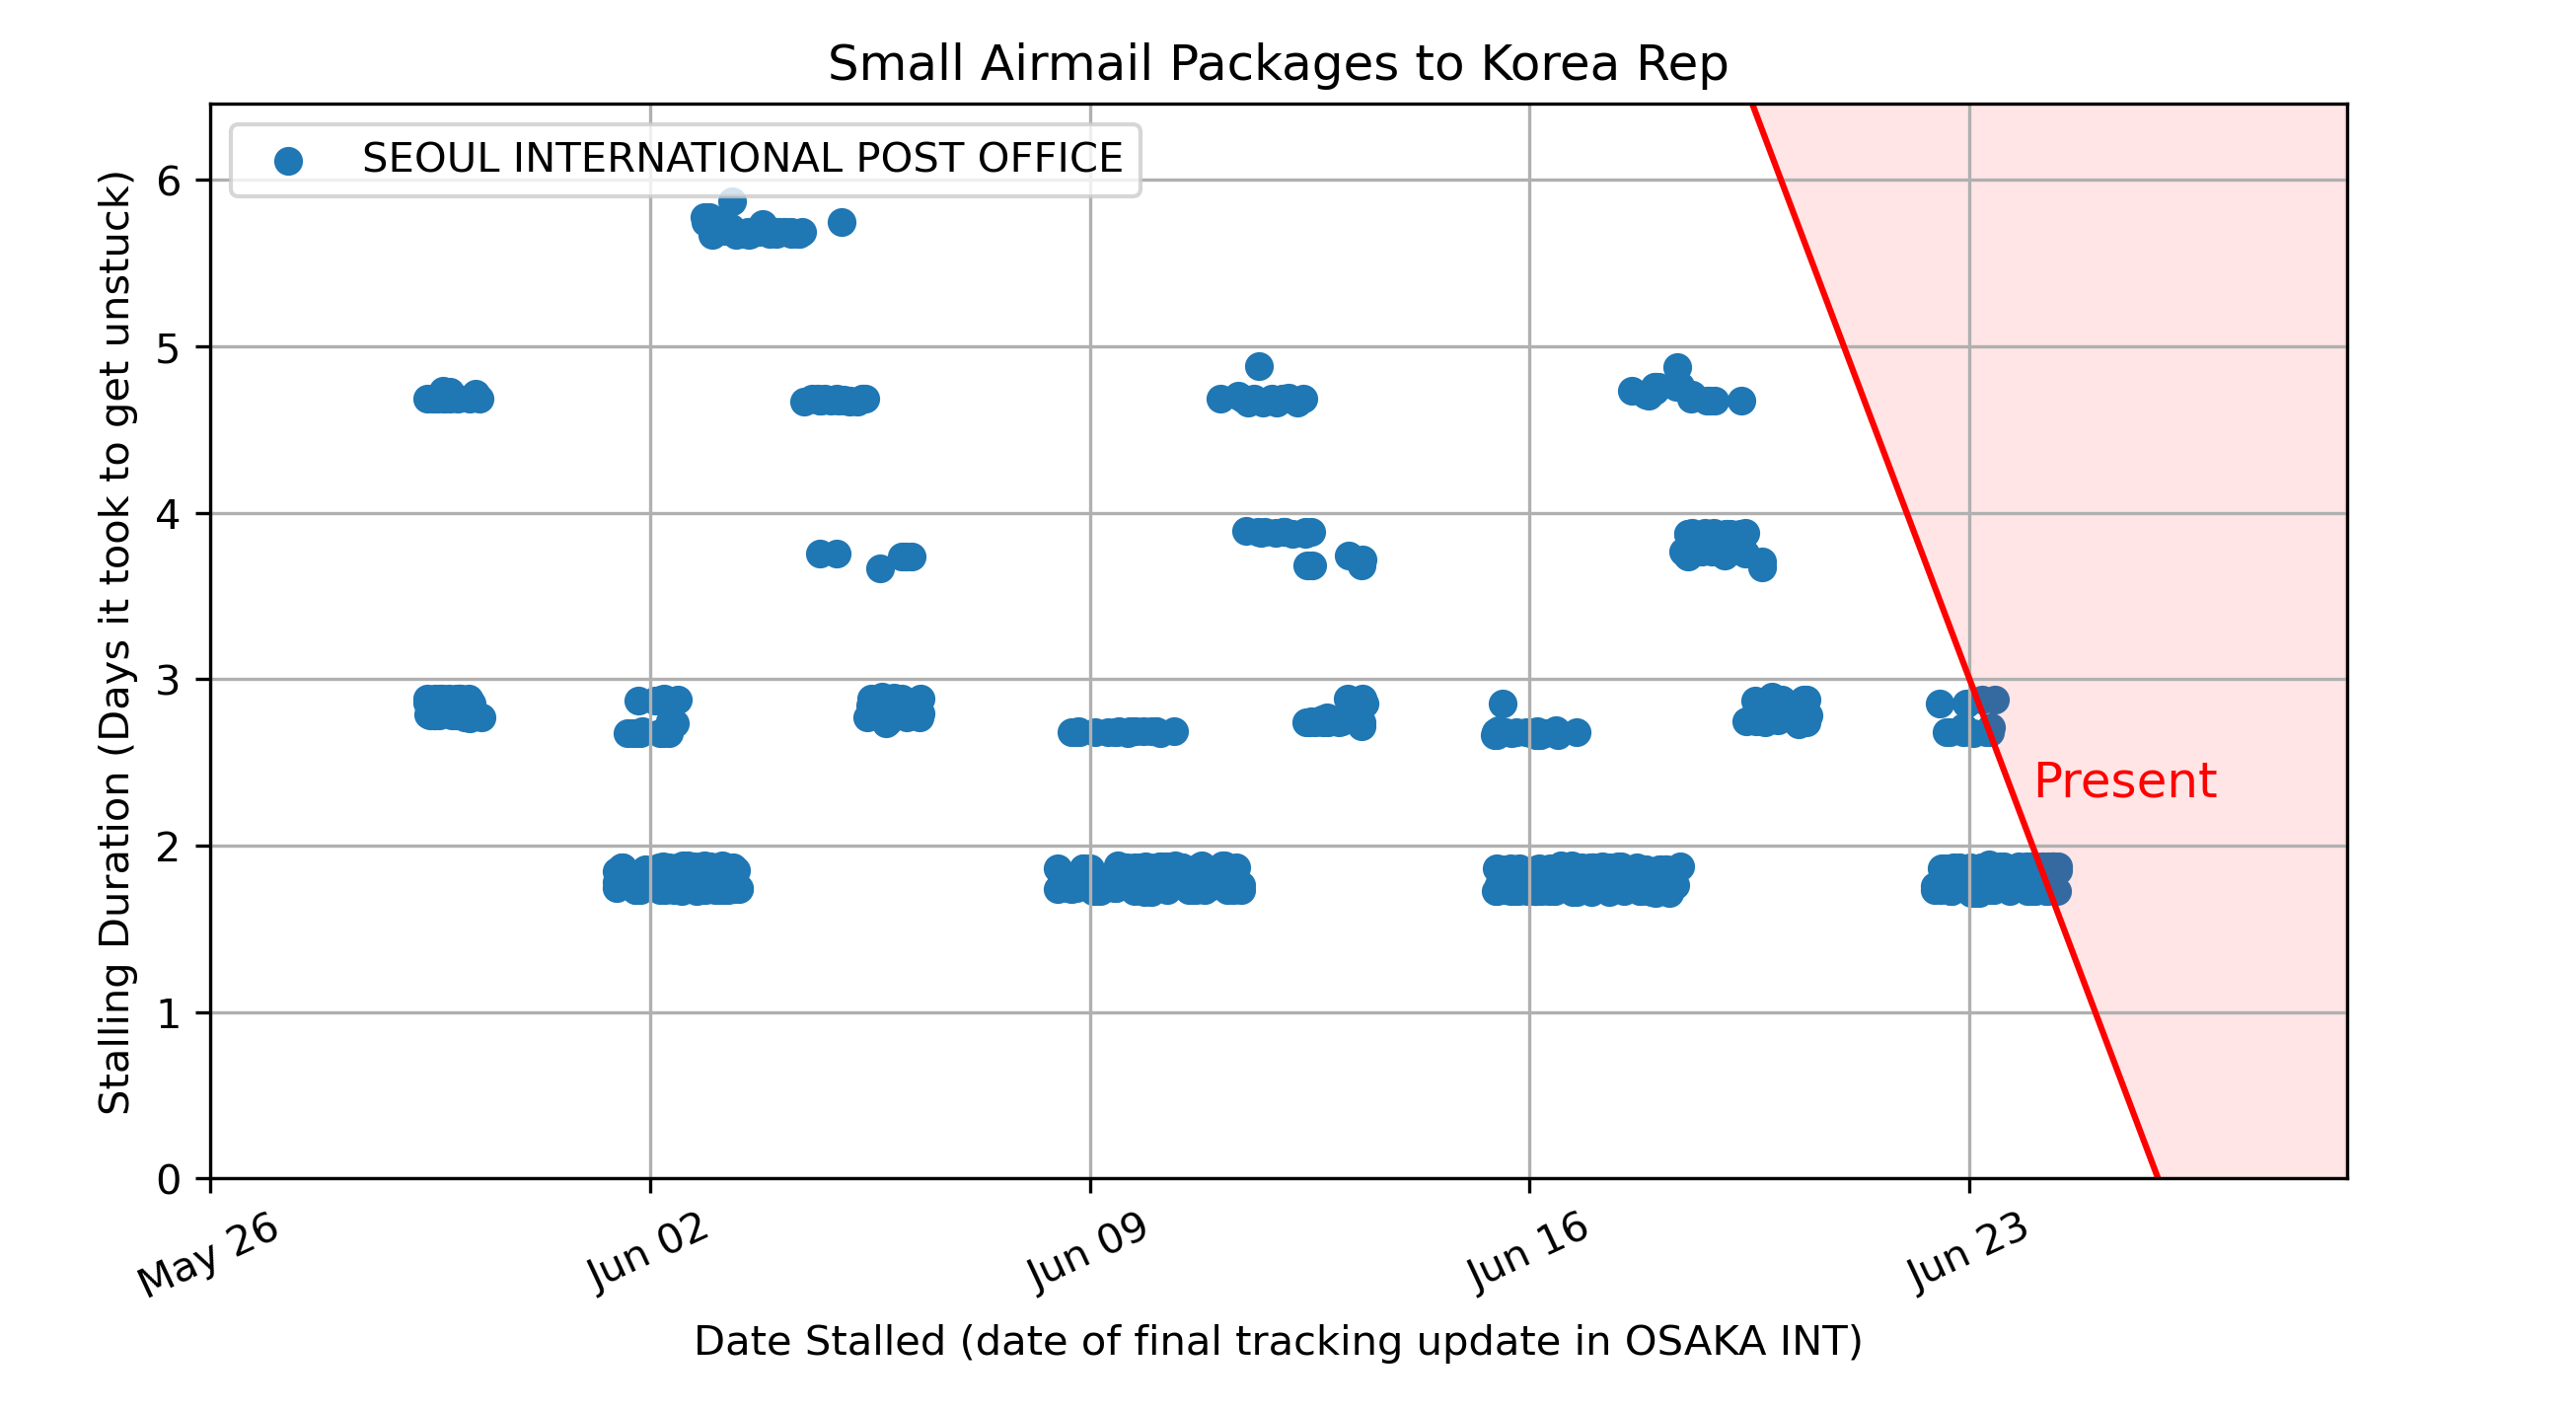 Small Airmail Packages to Korea Rep
SEOUL INTERNATIONAL POST OFFICE
Stalling Duration (Days it took to get unstuck)
6
5
4
3
2
1
0
Present
May 26
Jun 02
Jun 09
Jun 16
Jun 23
Date Stalled (date of final tracking update in OSAKA INT)